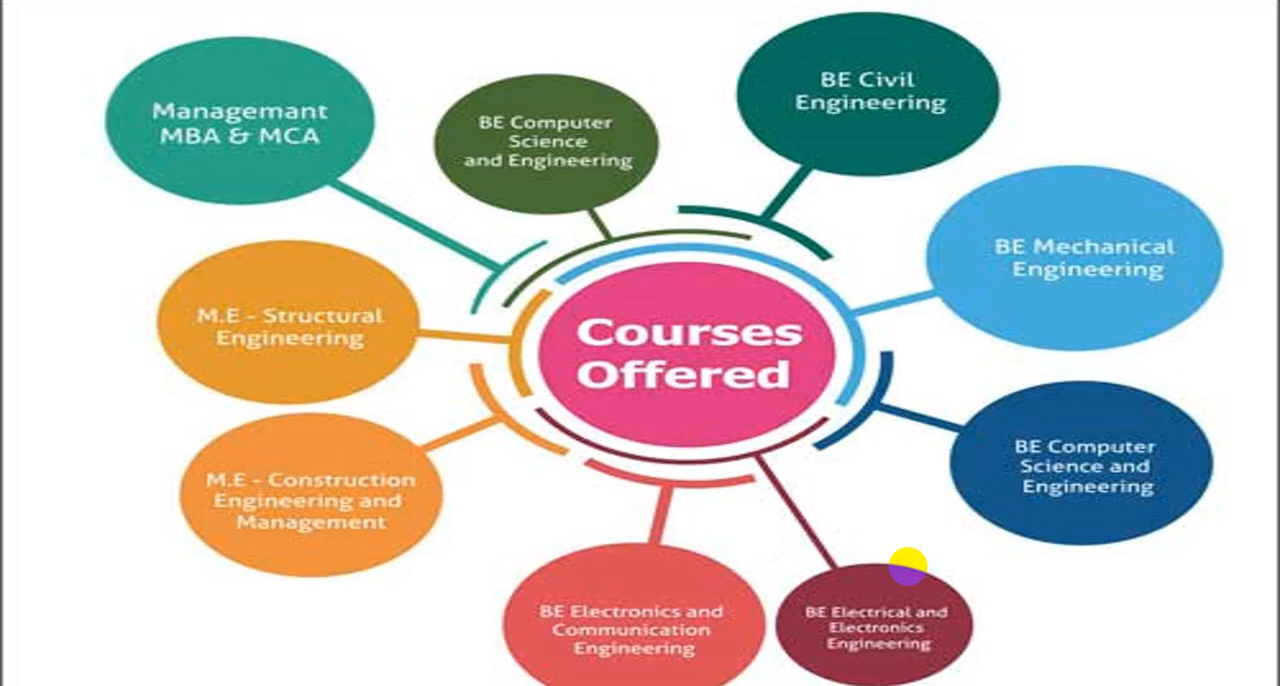 Managemant
MBA & MCA
BE Computer
Science
and Engineering
BE Civil
Engineering
BE Mechanical
Engineering
M.E - Structural
Engineering
Courses
Offered
BE Computer
Science and
Engineering
M.E - Construction
Engineering and
Management
BE Electronics and
Communication
Engineering
BE Electrical and
Electronics
Engineering